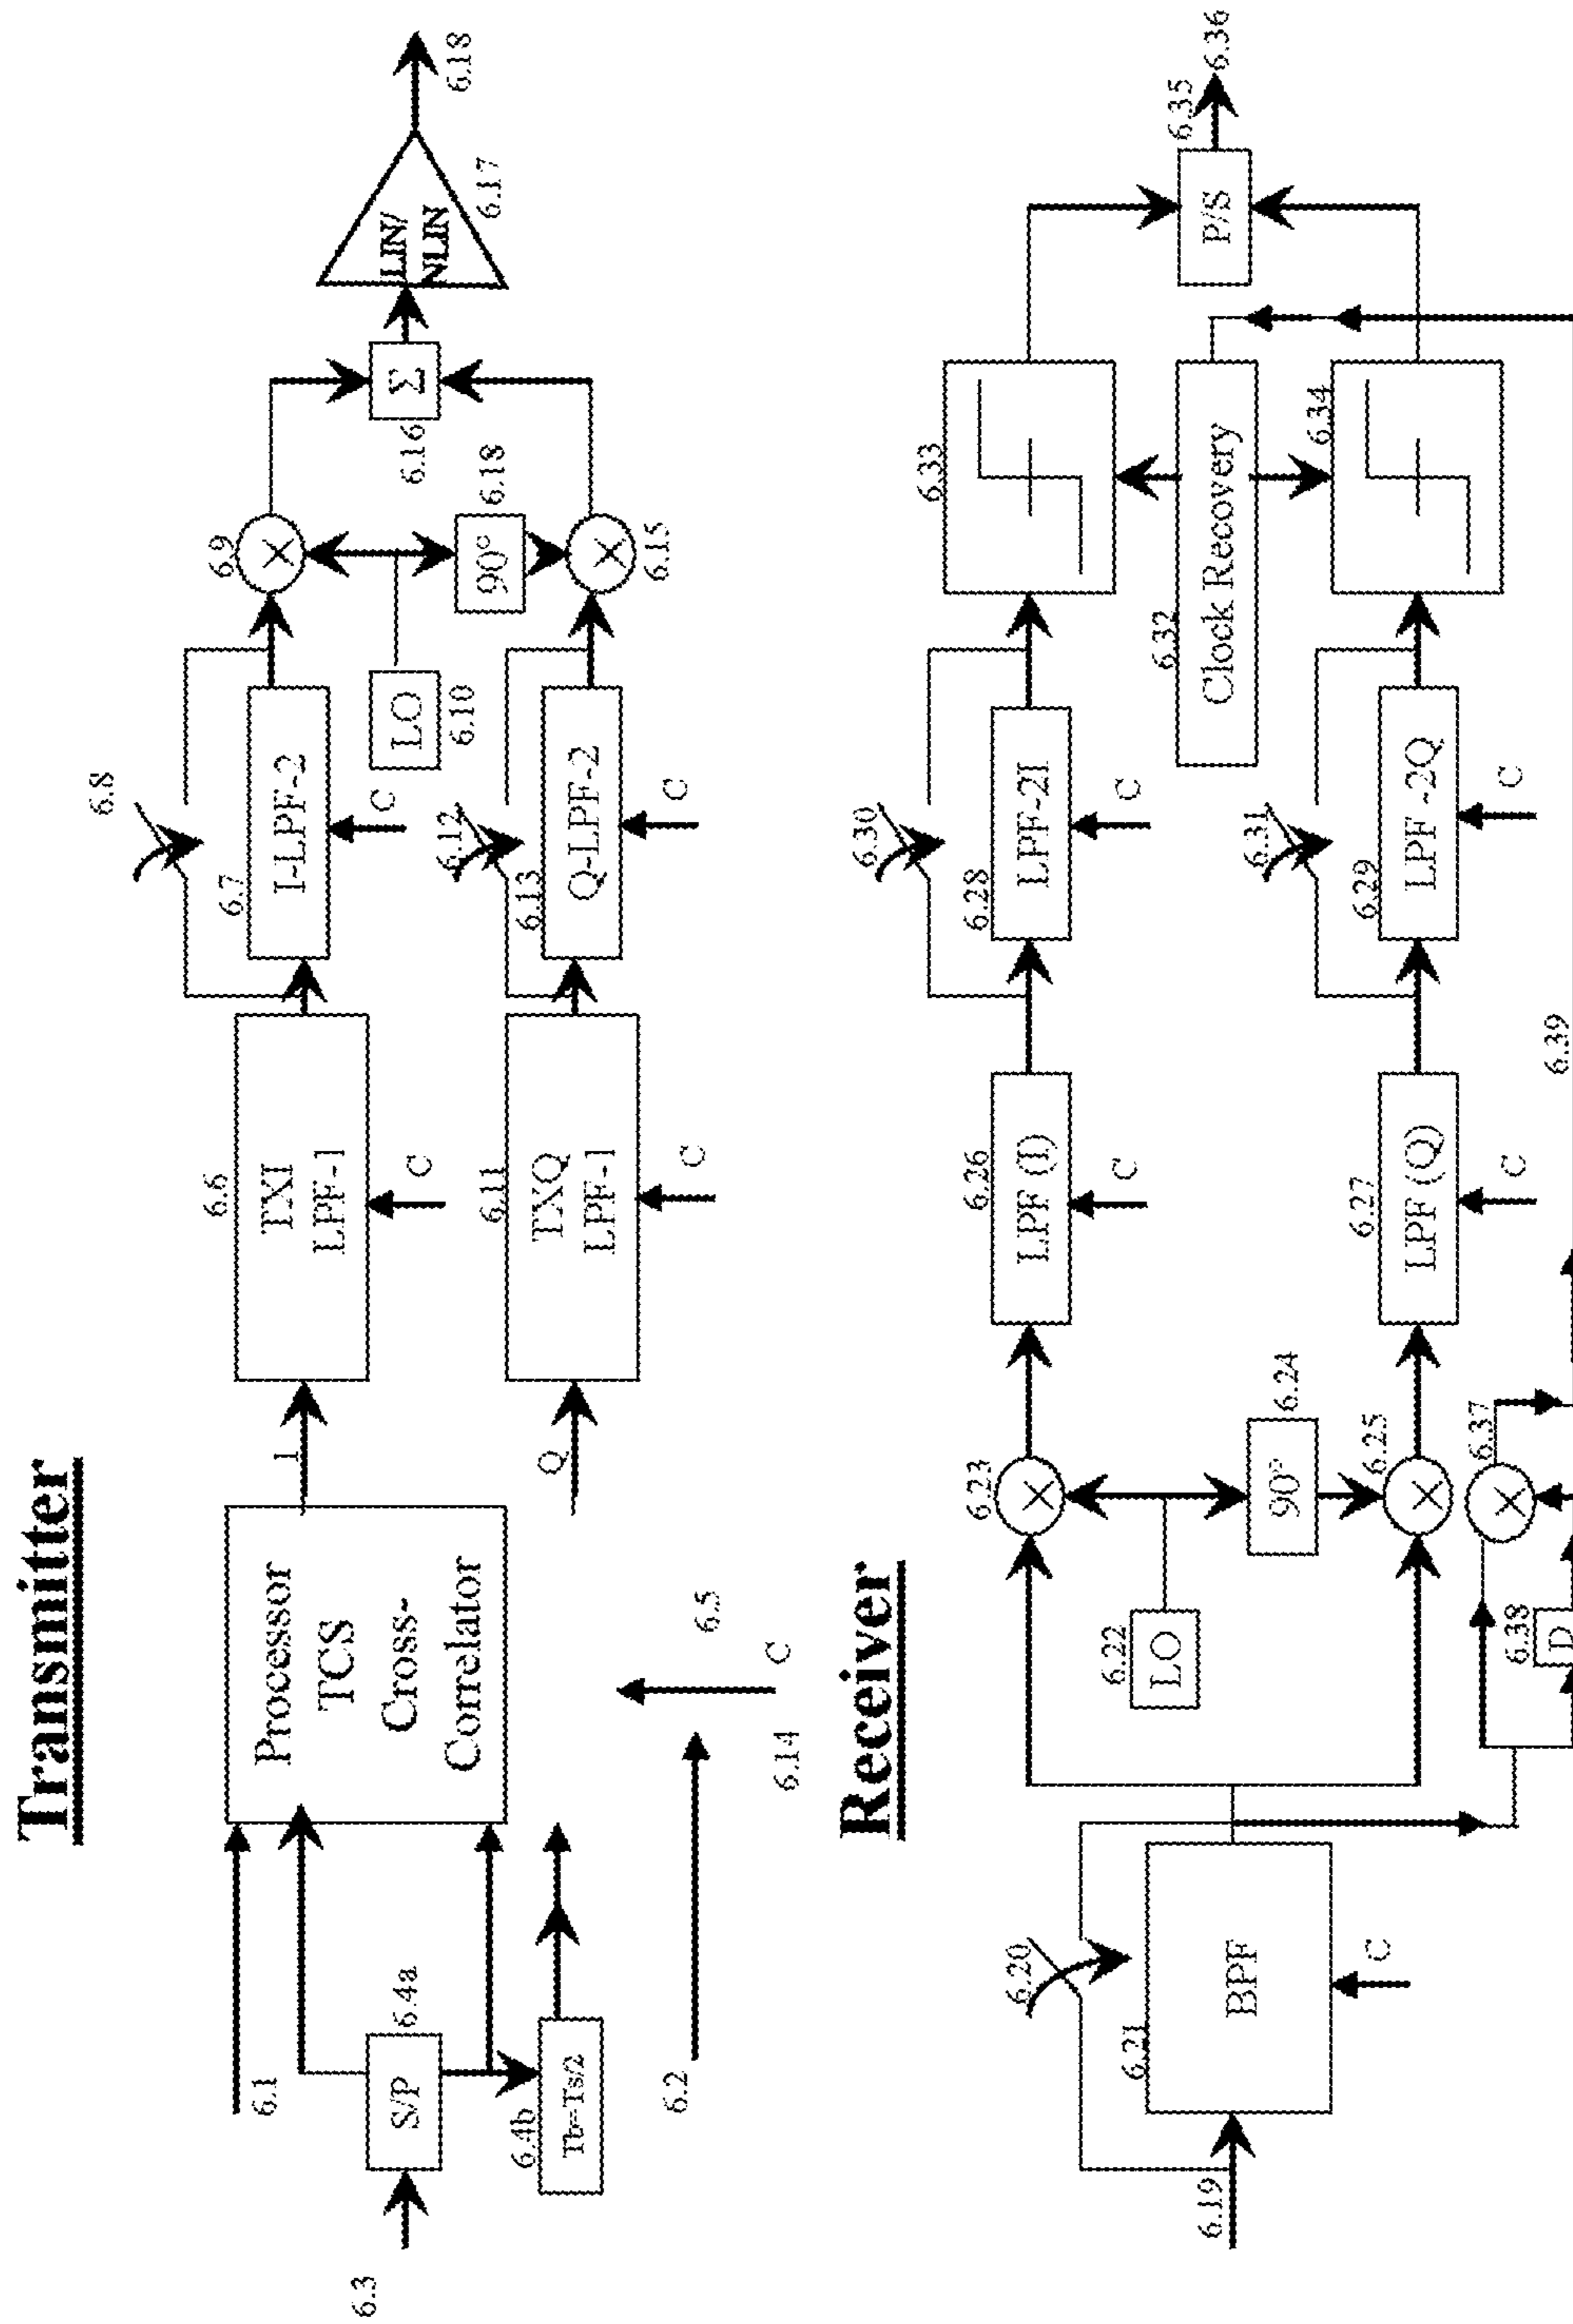 Transmitter
6.1
6.3
S/P
6.4a
6.4b
Tb=Ts/2
6.2
Processor
TCS
Cross-
Correlator
6.5
C
6.14
I
Q
6.6
TXI
LPF-1
C
6.11
TXQ
LPF-1
C
6.8
6.7
I-LPF-2
C
6.12
6.13
Q-LPF-2
C
LO
6.10
6.9
90°
6.18
6.15
Σ
6.16
LIN/
NLIN
6.17
6.18
Receiver
6.19
6.20
6.21
BPF
C
6.22
LO
6.23
90°
6.24
6.25
6.37
6.38
D
6.39
6.26
LPF (I)
C
6.27
LPF (Q)
C
6.30
6.28
LPF-2I
C
6.31
6.29
LPF -2Q
C
6.32
Clock Recovery
6.33
6.34
P/S
6.35
6.36